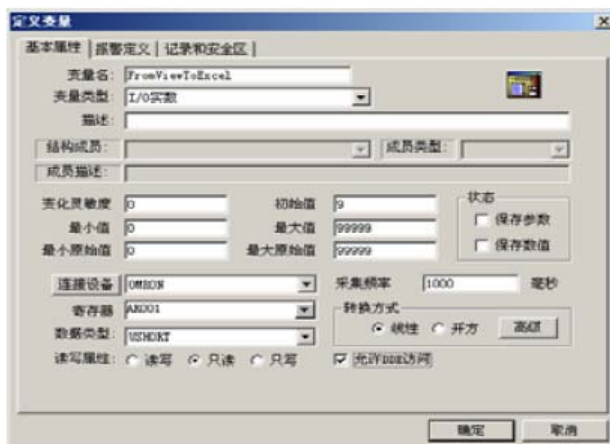 定义变量
基本属性 报警定义 记录和安全区
变量名: FromViewToExcel
变量类型: I/O实数
描述:
结构成员: 成员类型:
成员描述:
变化灵敏度 0 初始值 9 状态
最小值 0 最大值 99999 保存参数
最小原始值 0 最大原始值 99999 保存数值
连接设备 OMRON 采集频率 1000 毫秒
寄存器 AR001 转换方式
数据类型: USHORT 线性 开方 高级
读写属性: 读写 只读 只写 允许DDE访问
确定 取消